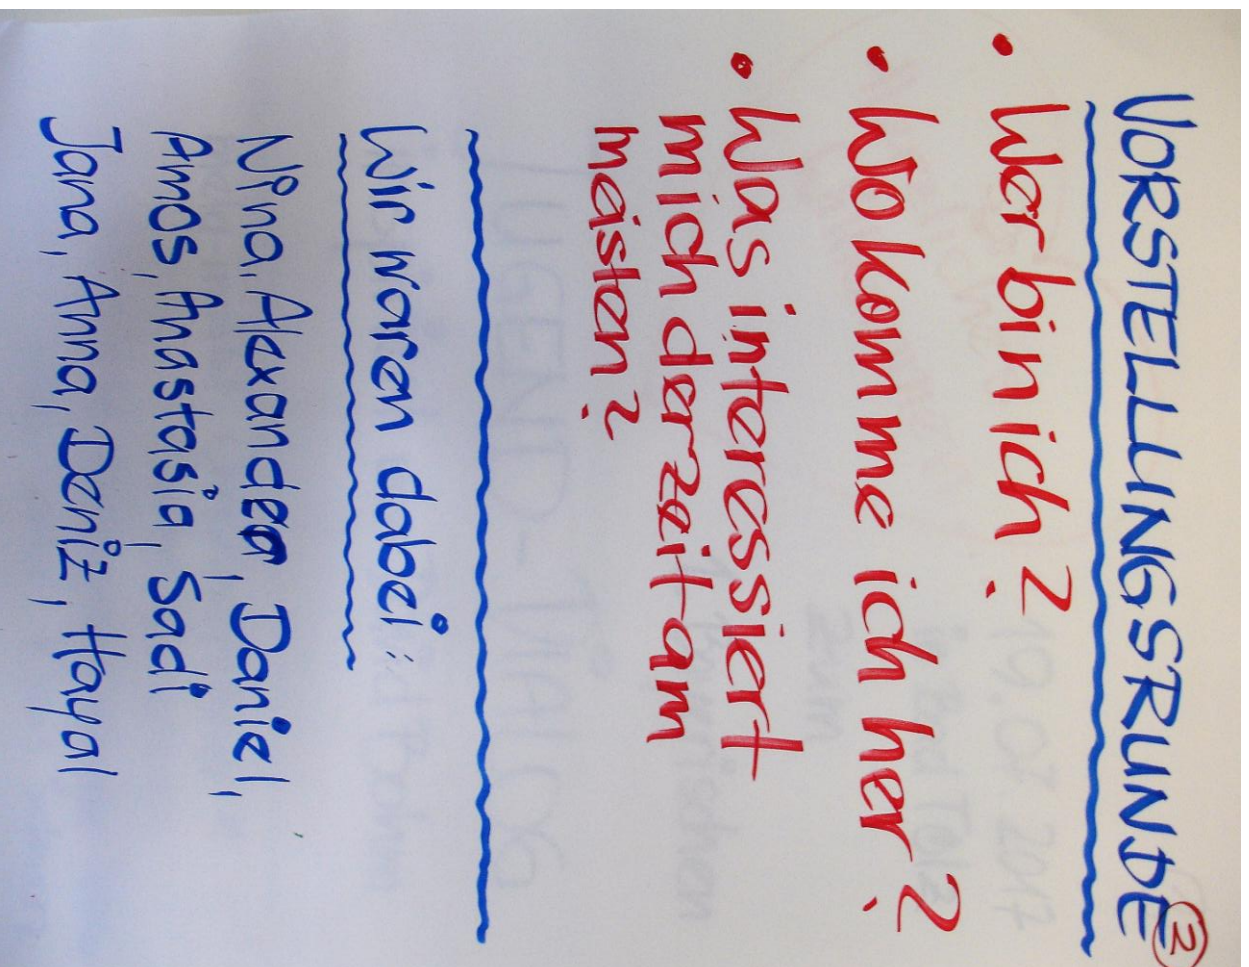 VORSTELLUNGSRUNDE
2
• Wer bin ich?
• Wo komme ich her?
• Was interessiert
mich derzeit am
meisten?
Wir waren dabei:
Nina, Alexander, Daniel,
Amos, Anastasia, Sadi
Jana, Anna, Deniz, Hayal